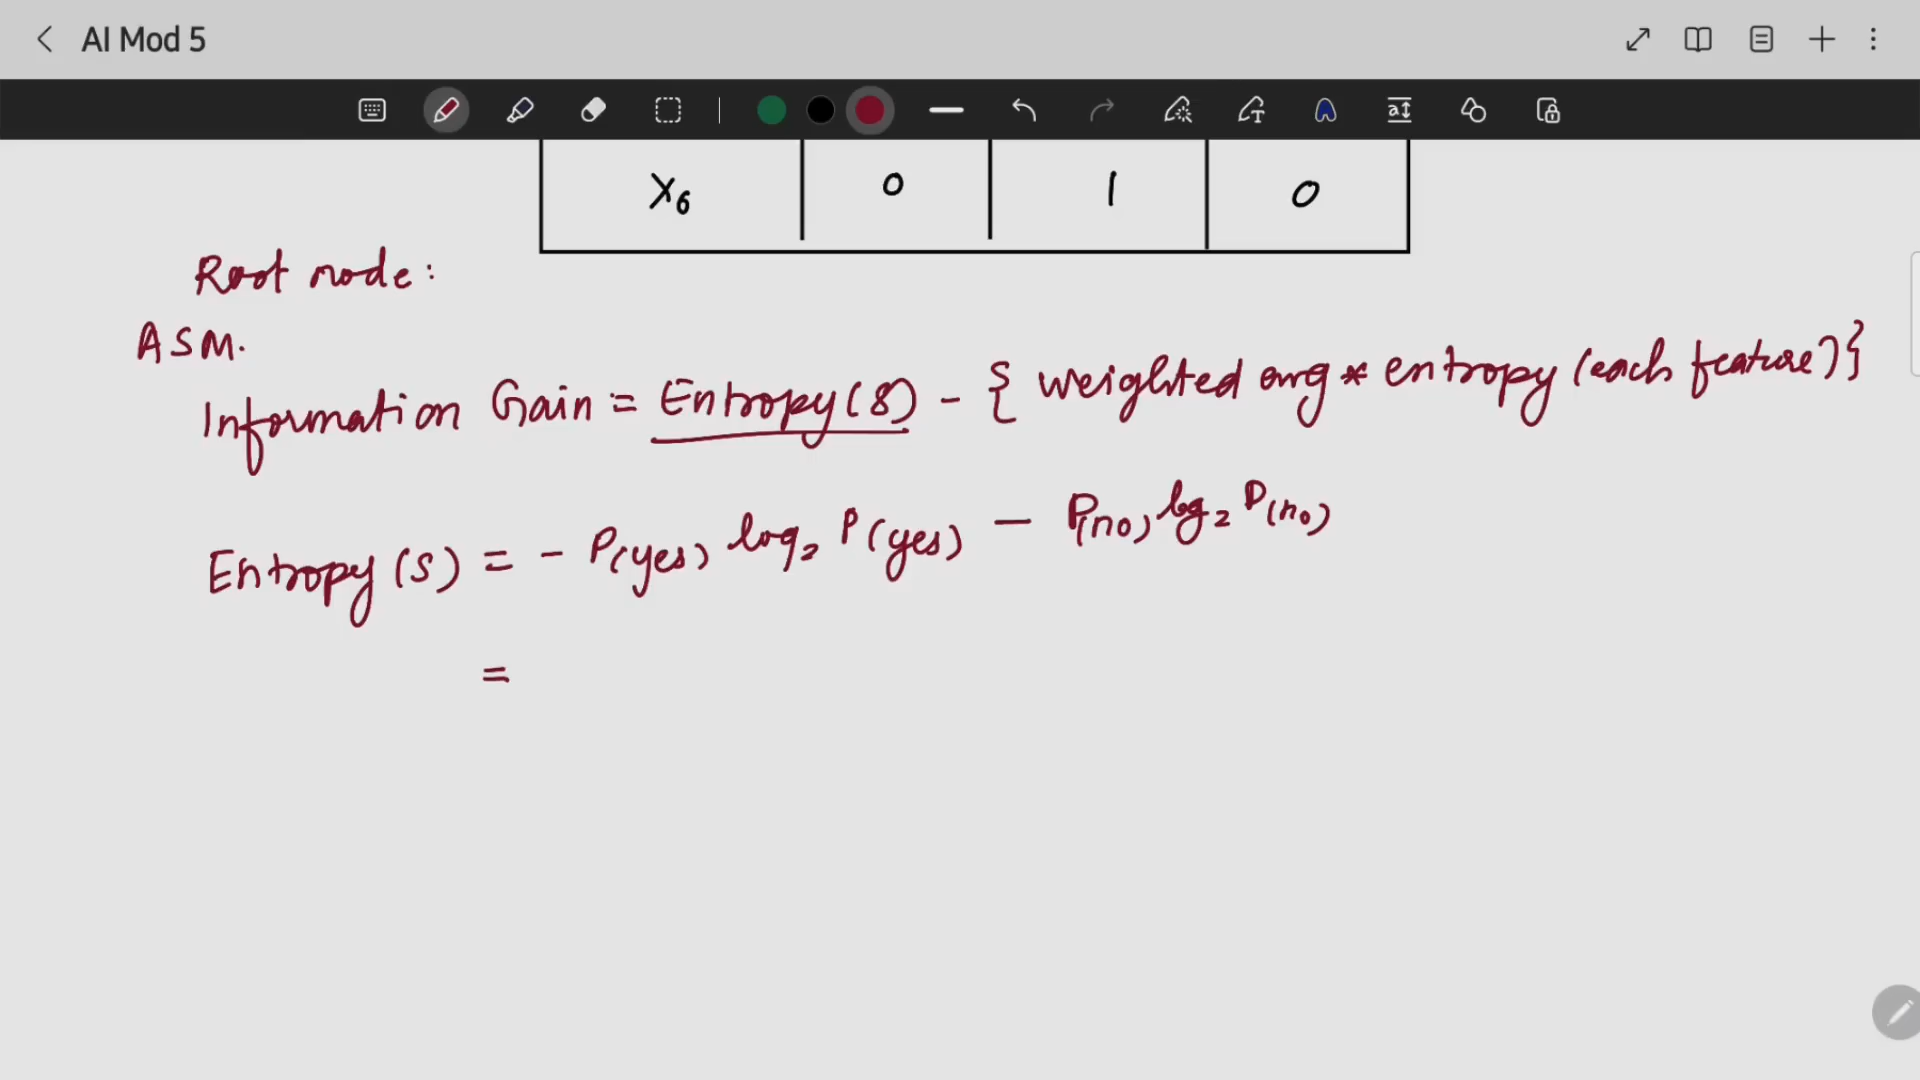 AI Mod 5
X6 0 1 0
Root node:
ASM.
Information Gain = Entropy(S) - { weighted avg * entropy (each feature) }
Entropy (S) = - P(yes) log₂ P(yes) - P(no) log₂ P(no)
=